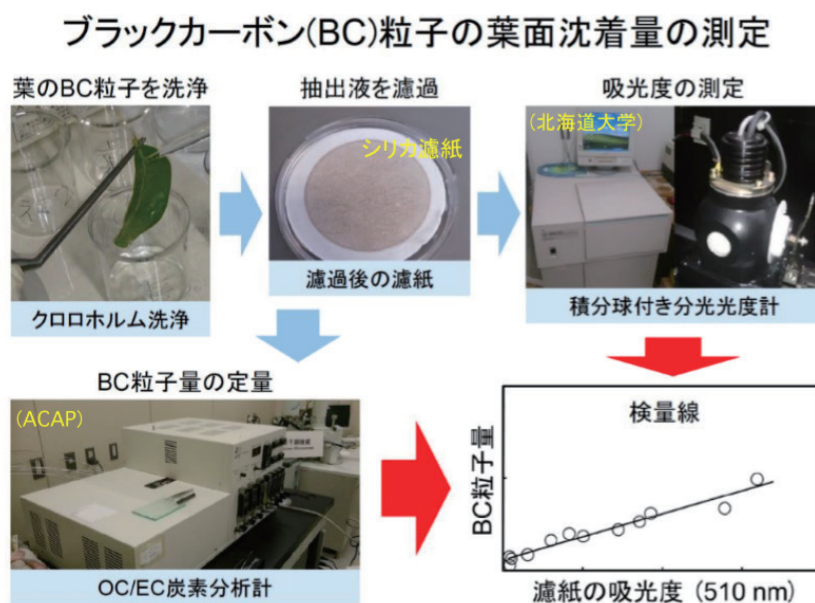 ブラックカーボン(BC)粒子の葉面沈着量の測定
葉のBC粒子を洗浄
クロロホルム洗浄
抽出液を濾過
シリカ濾紙
濾過後の濾紙
吸光度の測定
(北海道大学)
積分球付き分光光度計
BC粒子量の定量
(ACAP)
OC/EC炭素分析計
検量線
BC粒子量
濾紙の吸光度 (510 nm)